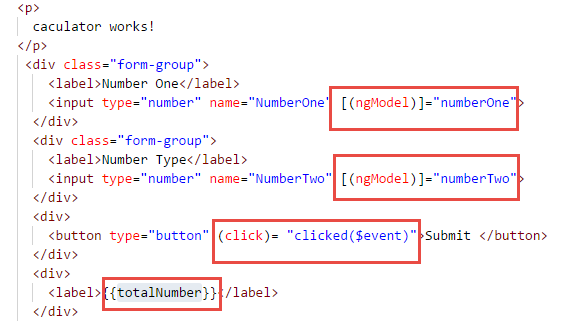 <p>
caculator works!
</p>
<div class="form-group">
<label>Number One</label>
<input type="number" name="NumberOne" [(ngModel)]="numberOne">
</div>
<div class="form-group">
<label>Number Type</label>
<input type="number" name="NumberTwo" [(ngModel)]="numberTwo">
</div>
<div>
<button type="button" (click)= "clicked($event)">Submit </button>
</div>
<div>
<label>{{totalNumber}}</label>
</div>